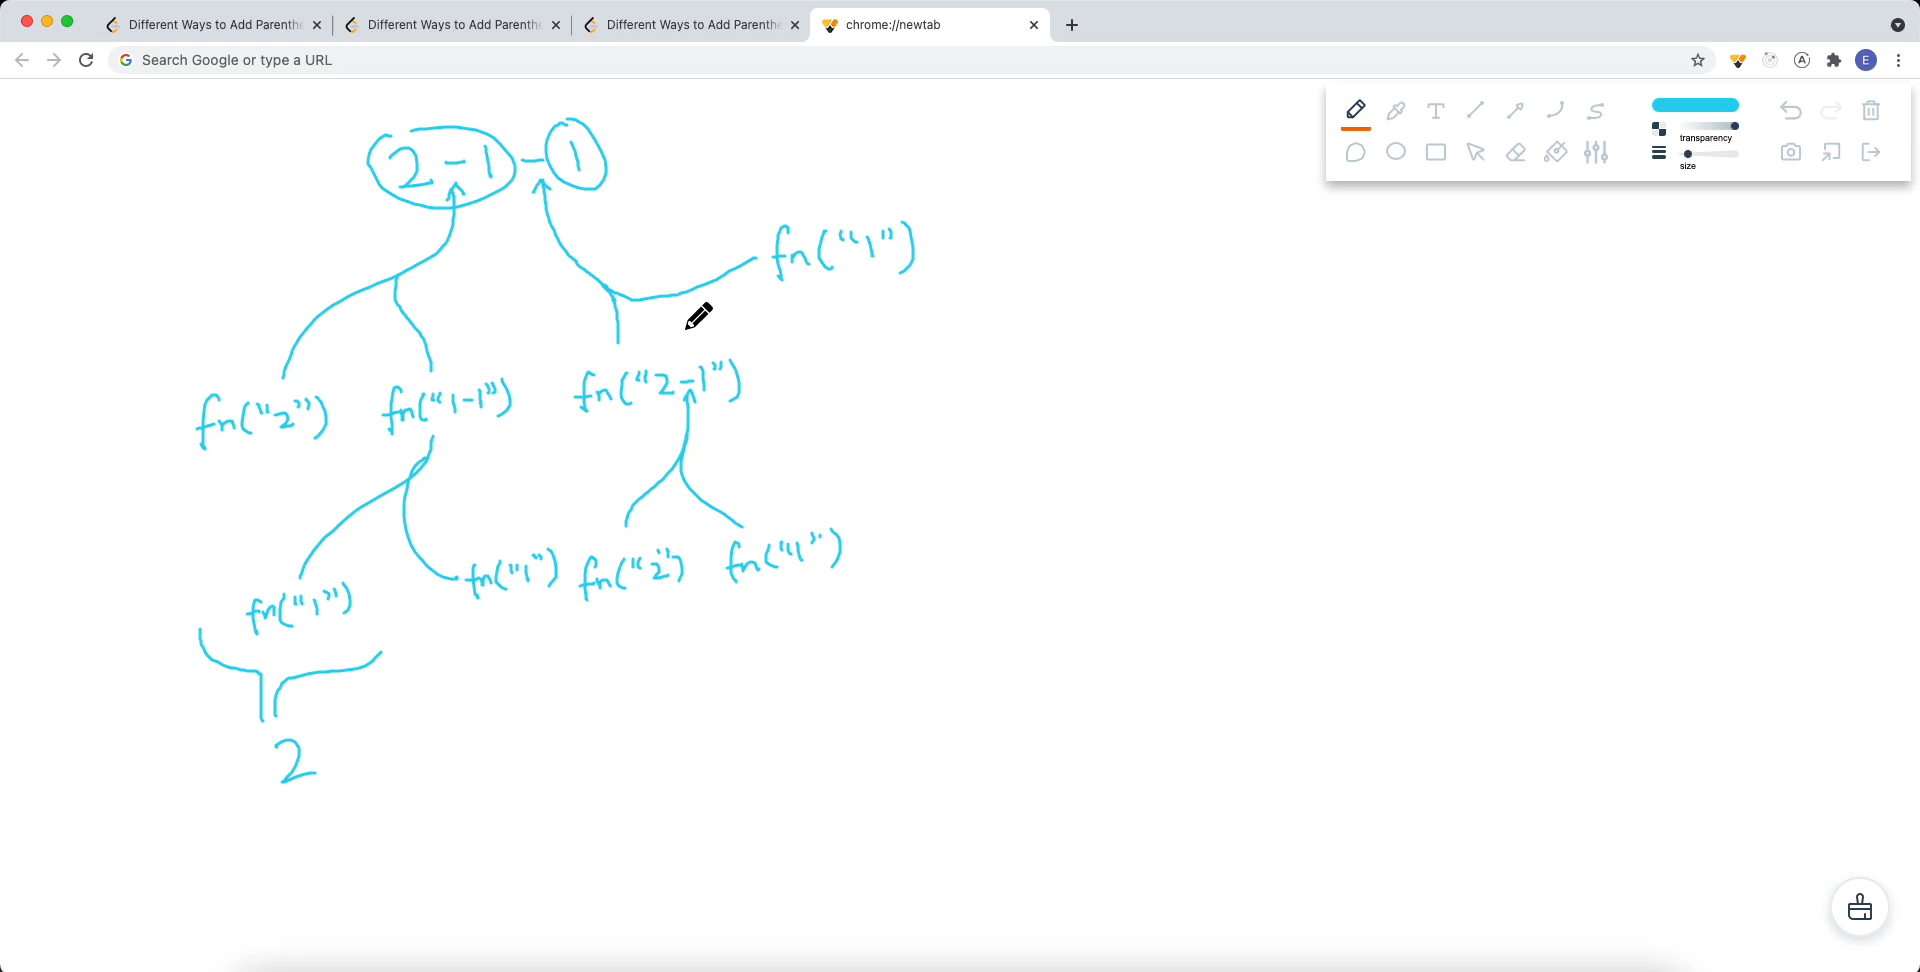 Different Ways to Add Parenthe
Different Ways to Add Parenthe
Different Ways to Add Parenthe
chrome://newtab
Search Google or type a URL
E
T
transparency
size
2-1-1
fn("1")
fn("2") fn("1-1") fn("2-1")
fn("1") fn("1") fn("2") fn("1")
2